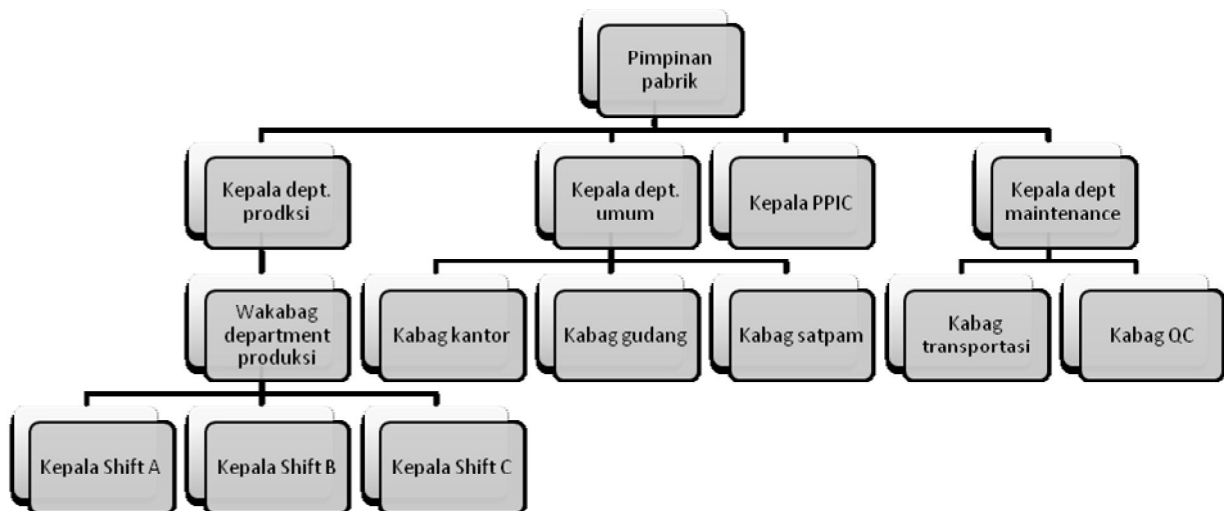 Pimpinan
pabrik
Kepala dept.
prodksi
Kepala dept.
umum
Kepala PPIC
Kepala dept
maintenance
Wakabag
department
produksi
Kabag kantor
Kabag gudang
Kabag satpam
Kabag
transportasi
Kabag QC
Kepala Shift A
Kepala Shift B
Kepala Shift C